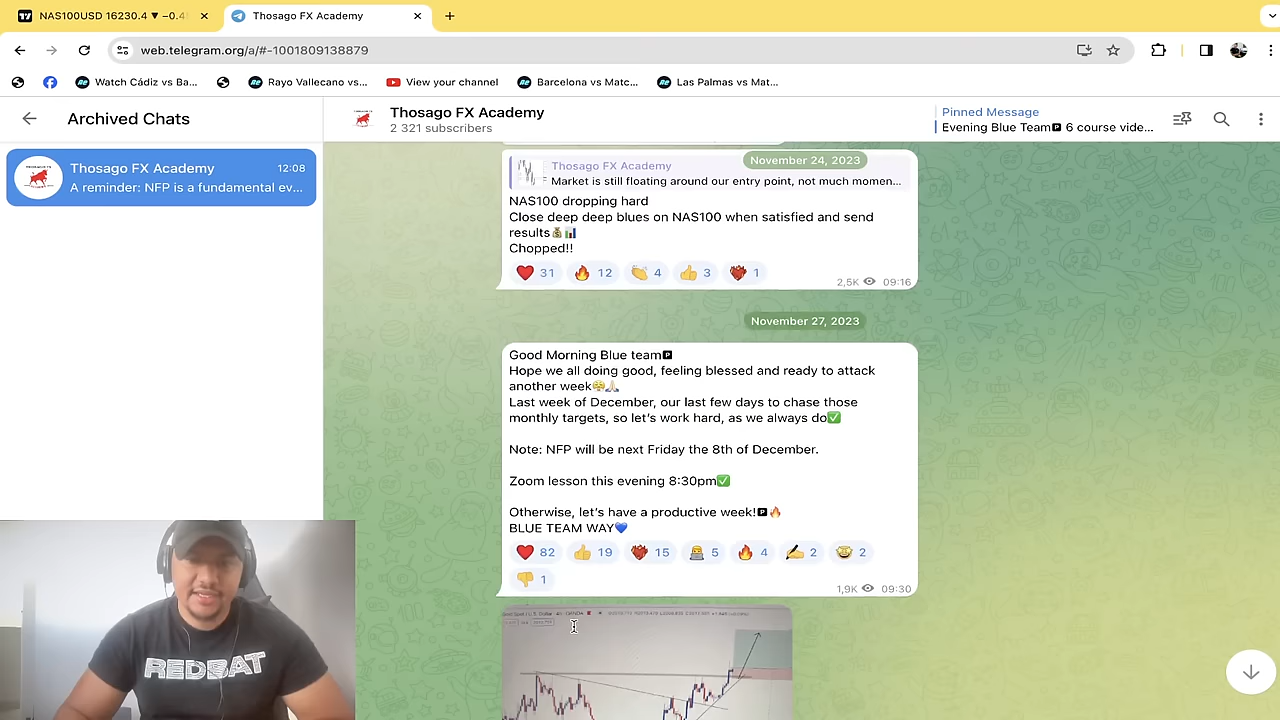 NAS100USD 16230.4 ▼ −0.4
Thosago FX Academy
web.telegram.org/a/#-1001809138879
Watch Cádiz vs Ba...
Rayo Vallecano vs...
View your channel
Barcelona vs Matc...
Las Palmas vs Mat...
Archived Chats
Thosago FX Academy
2 321 subscribers
Pinned Message
Evening Blue Team🅿 6 course vide...
Thosago FX Academy 12:08
A reminder: NFP is a fundamental ev...
November 24, 2023
Thosago FX Academy
Market is still floating around our entry point, not much momen...
NAS100 dropping hard
Close deep deep blues on NAS100 when satisfied and send
results💰📊
Chopped!!
❤️ 31 🔥 12 👏 4 👍 3 ❤️‍🔥 1
2,5K 09:16
November 27, 2023
Good Morning Blue team🅿
Hope we all doing good, feeling blessed and ready to attack
another week😤🙏🏼
Last week of December, our last few days to chase those
monthly targets, so let's work hard, as we always do✅
Note: NFP will be next Friday the 8th of December.
Zoom lesson this evening 8:30pm✅
Otherwise, let's have a productive week!🅿🔥
BLUE TEAM WAY💙
❤️ 82 👍 19 ❤️‍🔥 15 👨‍💻 5 🔥 4 ✍️ 2 🤓 2
👎 1
1,9K 09:30
REDBAT